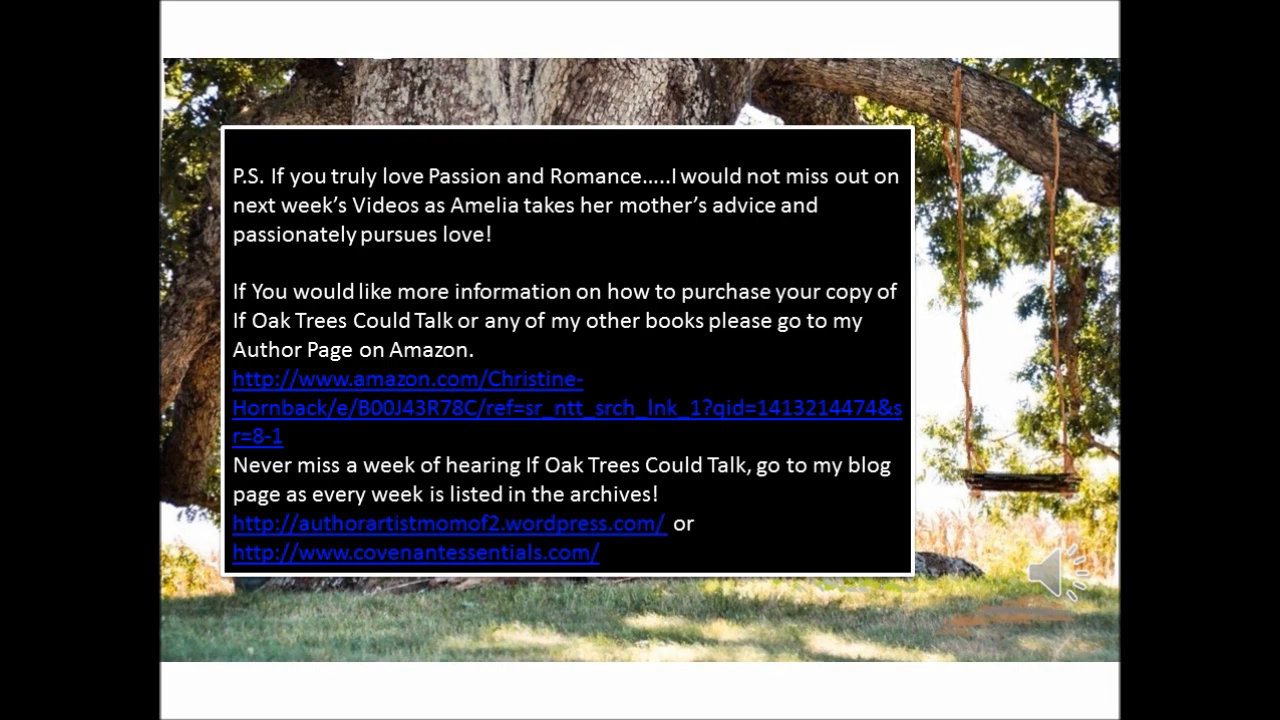 P.S. If you truly love Passion and Romance.....I would not miss out on
next week’s Videos as Amelia takes her mother’s advice and
passionately pursues love!
If You would like more information on how to purchase your copy of
If Oak Trees Could Talk or any of my other books please go to my
Author Page on Amazon.
http://www.amazon.com/Christine-
Hornback/e/B00J43R78C/ref=sr_ntt_srch_lnk_1?qid=1413214474&s
r=8-1
Never miss a week of hearing If Oak Trees Could Talk, go to my blog
page as every week is listed in the archives!
http://authorartistmomof2.wordpress.com/ or
http://www.covenantessentials.com/